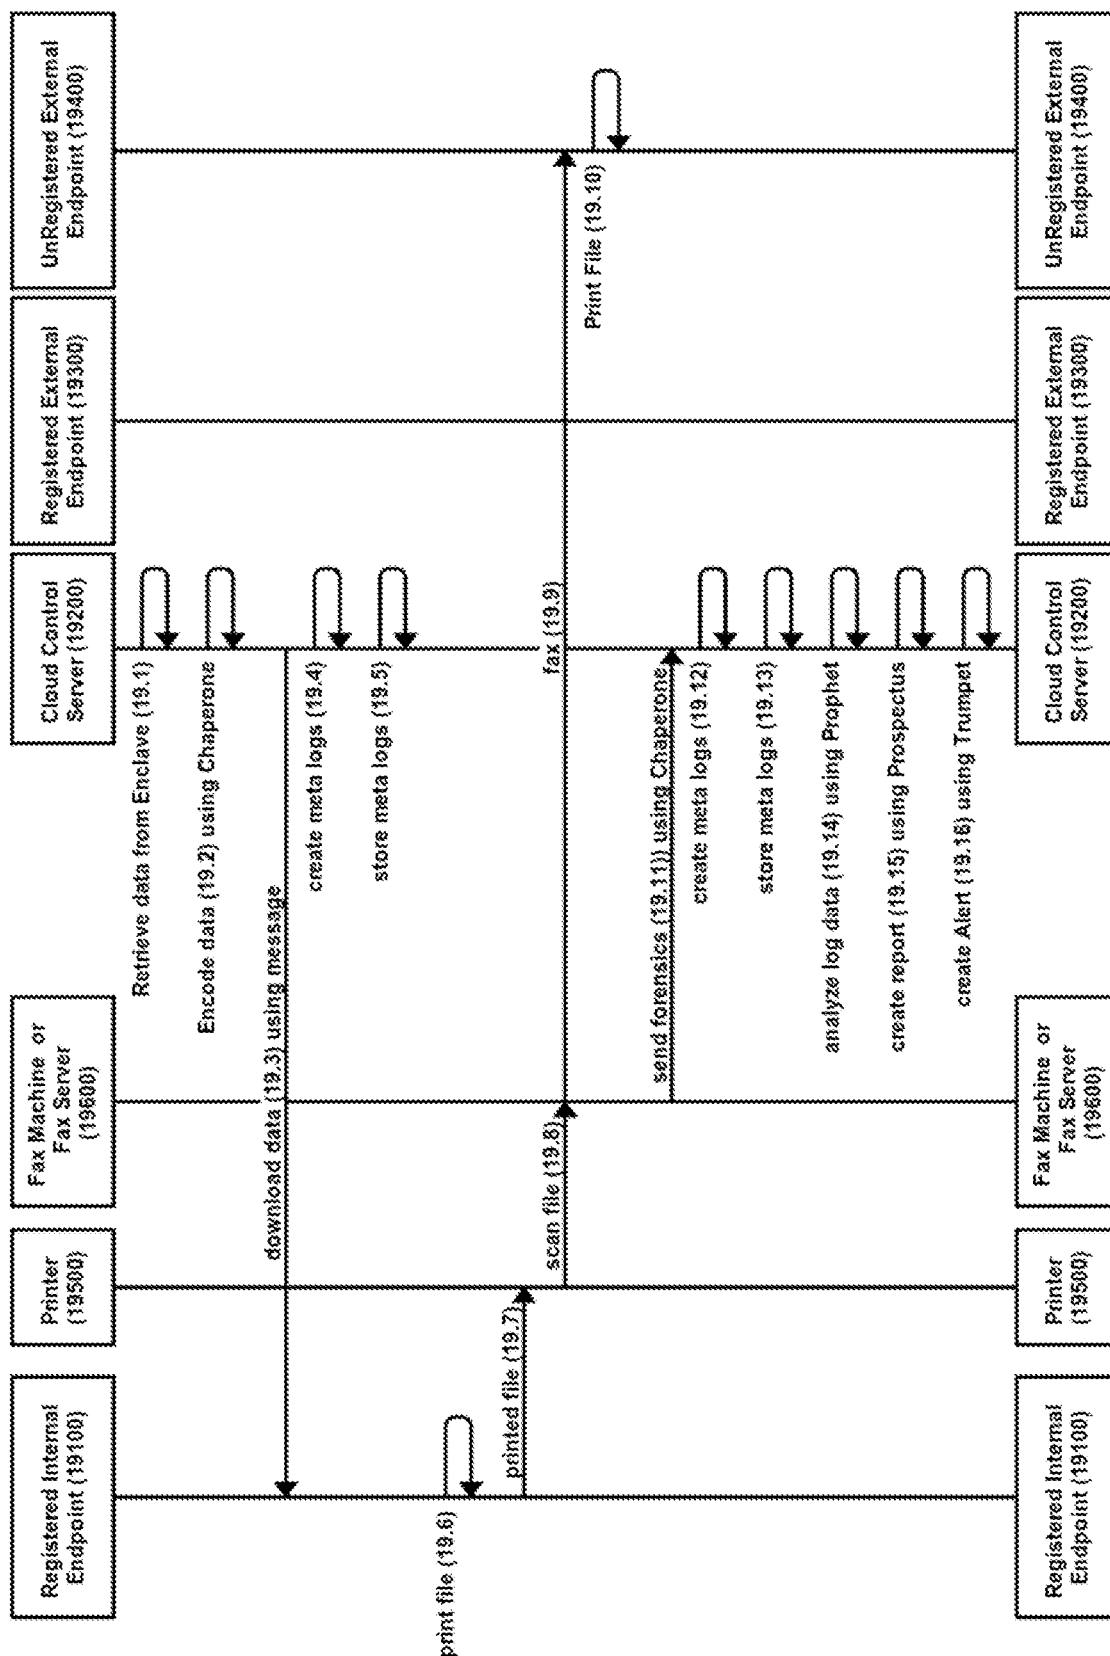 Registered Internal
Endpoint (19100)
Printer
(19500)
Fax Machine or
Fax Server
(19600)
Cloud Control
Server (19200)
Registered External
Endpoint (19300)
UnRegistered External
Endpoint (19400)
Retrieve data from Enclave (19.1)
Encode data (19.2) using Chaperone
download data (19.3) using message
create meta logs (19.4)
store meta logs (19.5)
print file (19.6)
printed file (19.7)
scan file (19.8)
fax (19.9)
Print File (19.10)
send forensics (19.11)) using Chaperone
create meta logs (19.12)
store meta logs (19.13)
analyze log data (19.14) using Prophet
create report (19.15) using Prospectus
create Alert (19.16) using Trumpet
Registered Internal
Endpoint (19100)
Printer
(19500)
Fax Machine or
Fax Server
(19600)
Cloud Control
Server (19200)
Registered External
Endpoint (19300)
UnRegistered External
Endpoint (19400)